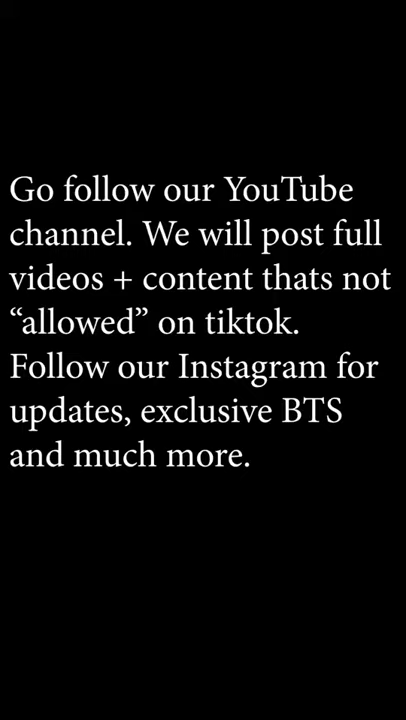 Go follow our YouTube
channel. We will post full
videos + content thats not
“allowed” on tiktok.
Follow our Instagram for
updates, exclusive BTS
and much more.